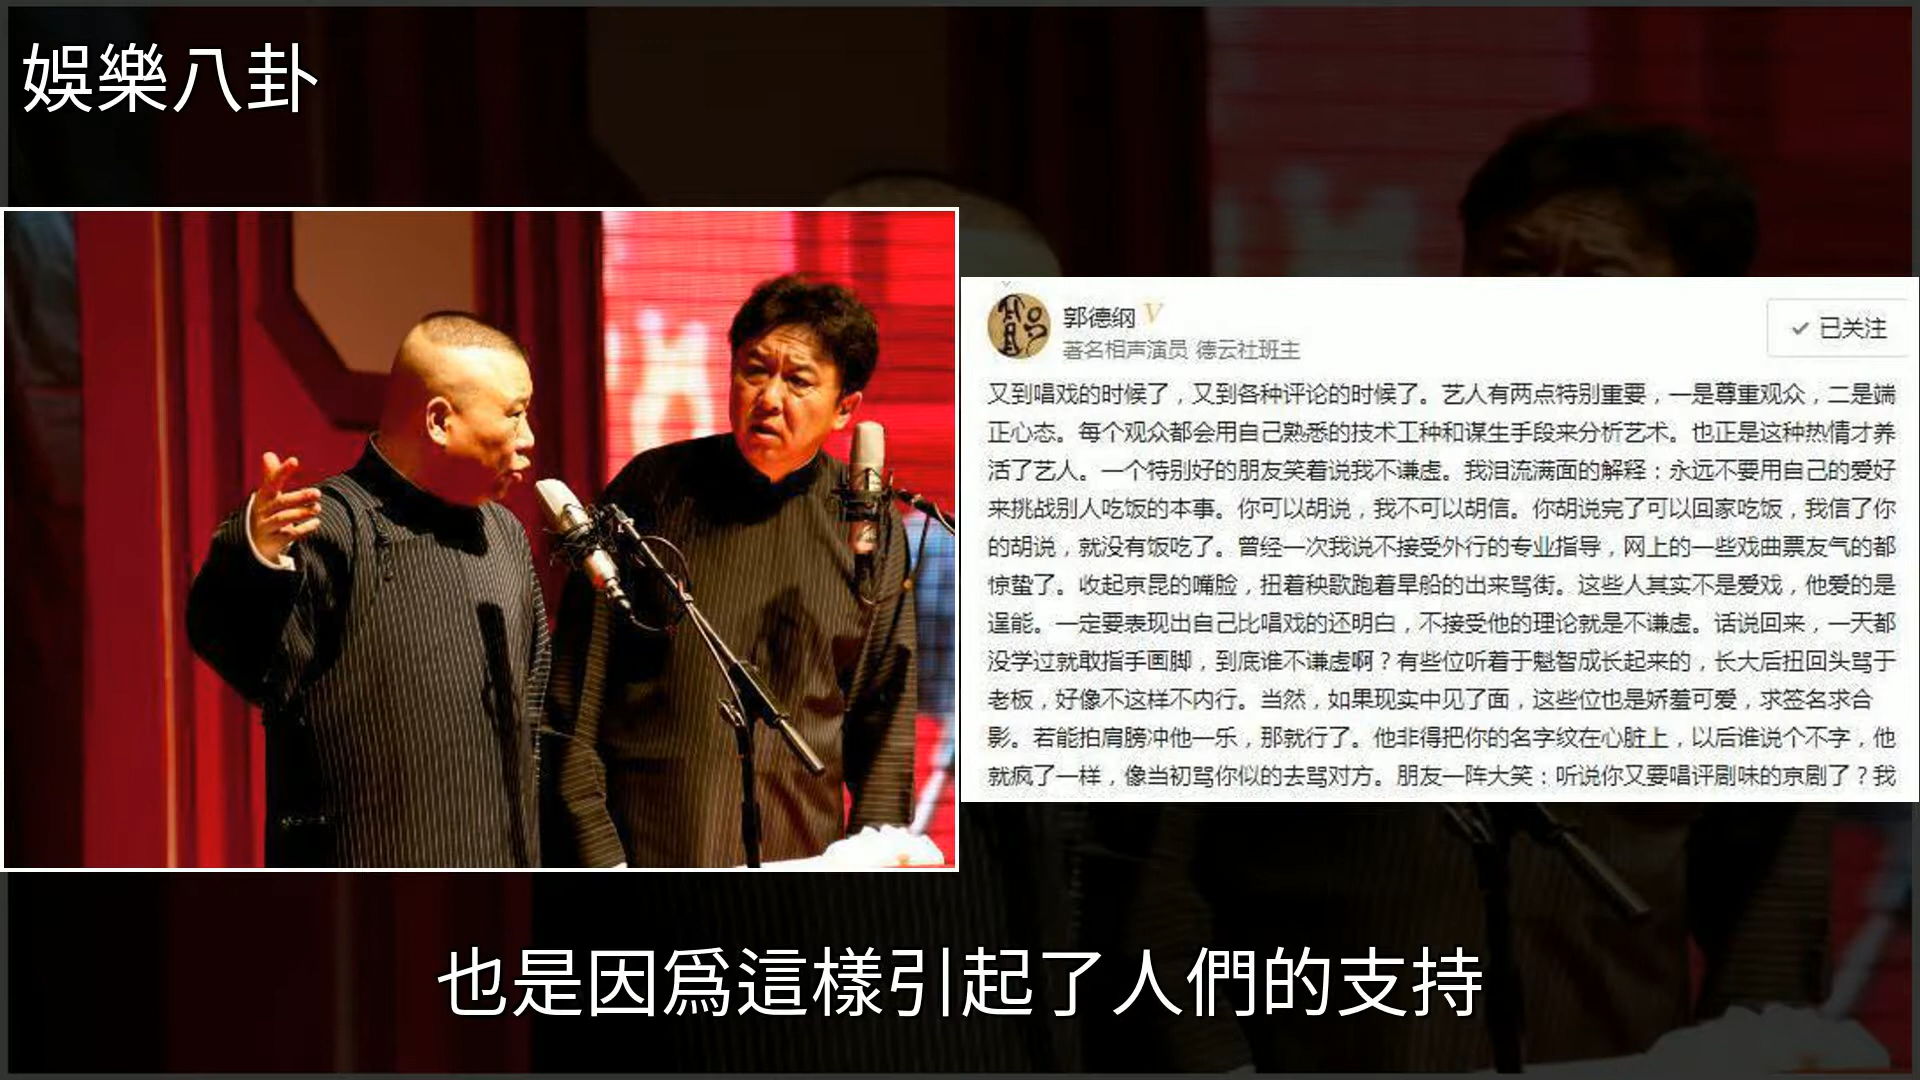 娛樂八卦
郭德纲
已关注
著名相声演员 德云社班主
又到唱戏的时候了，又到各种评论的时候了。艺人有两点特别重要，一是尊重观众，二是端
正心态。每个观众都会用自己熟悉的技术工种和谋生手段来分析艺术。也正是这种热情才养
活了艺人。一个特别好的朋友笑着说我不谦虚。我泪流满面的解释：永远不要用自己的爱好
来挑战别人吃饭的本事。你可以胡说，我不可以胡信。你胡说完了可以回家吃饭，我信了你
的胡说，就没有饭吃了。曾经一次我说不接受外行的专业指导，网上的一些戏曲票友气的都
惊蛰了。收起京昆的嘴脸，扭着秧歌跑着旱船的出来骂街。这些人其实不是爱戏，他爱的是
逞能。一定要表现出自己比唱戏的还明白，不接受他的理论就是不谦虚。话说回来，一天都
没学过就敢指手画脚，到底谁不谦虚啊？有些位听着于魁智成长起来的，长大后扭回头骂于
老板，好像不这样不内行。当然，如果现实中见了面，这些位也是娇羞可爱，求签名求合
影。若能拍肩膀冲他一乐，那就行了。他非得把你的名字纹在心脏上，以后谁说个不字，他
就疯了一样，像当初骂你似的去骂对方。朋友一阵大笑：听说你又要唱评剧味的京剧了？我
也是因爲這樣引起了人們的支持